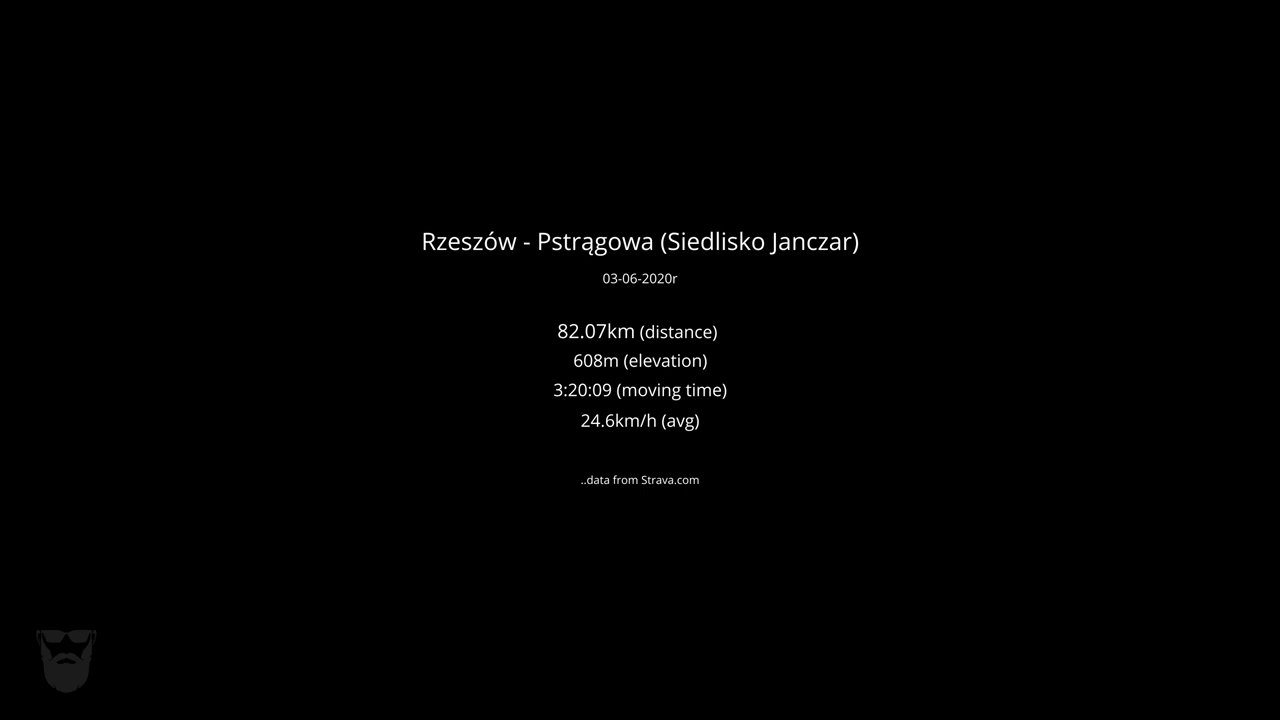 Rzeszów - Pstrągowa (Siedlisko Janczar)
03-06-2020r
82.07km (distance)
608m (elevation)
3:20:09 (moving time)
24.6km/h (avg)
..data from Strava.com